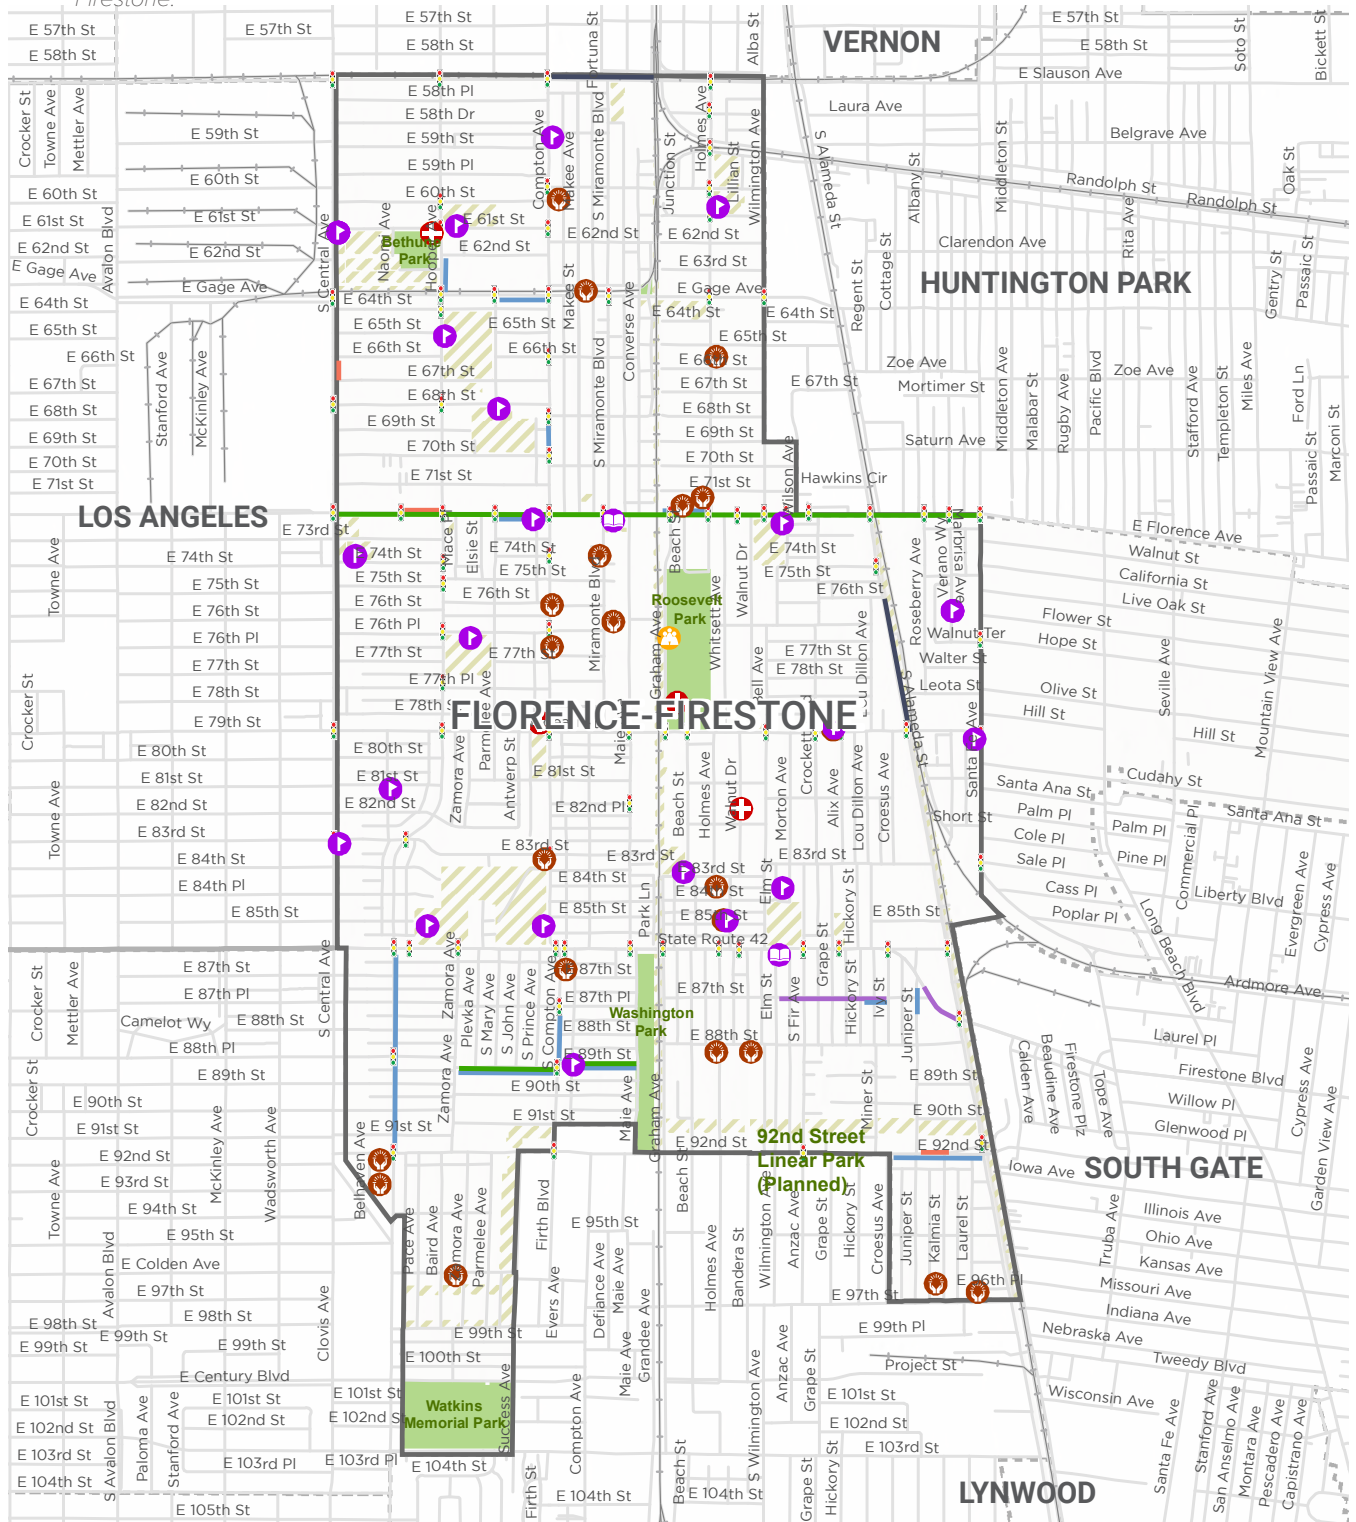 Firestone.
E 57th St
E 57th St
E 57th St
E 57th St
E 58th St
E 58th St
E 58th St
Fortuna St
Alba St
VERNON
Soto St
Bickett St
E Slauson Ave
Crocker St
Towne Ave
Mettler Ave
E 58th Pl
E 58th Dr
E 59th St
E 59th St
E 59th Pl
Compton Ave
Makee Ave
S Miramonte Blvd
Junction St
Holmes Ave
Lillian St
Wilmington Ave
S Alameda St
Laura Ave
Belgrave Ave
Albany St
Middleton St
Randolph St
Randolph St
Oak St
Rita Ave
E 60th St
E 60th St
E 60th St
E 61st St
E 61st St
E 61st St
E 62nd St
E 62nd St
E 62nd St
E 62nd St
E 62nd St
Avalon Blvd
S Central Ave
Naomi Ave
Hooper Ave
Bethune
Park
E Gage Ave
E Gage Ave
E Gage Ave
E 63rd St
Clarendon Ave
Regent St
Cottage St
HUNTINGTON PARK
Gentry St
Passaic St
E 64th St
E 64th St
E 64th St
E 64th St
Makee St
Converse Ave
E 65th St
E 65th St
E 65th St
E 65th St
E 66th St
E 66th St
E 66th St
E 67th St
E 67th St
E 67th St
E 67th St
Stanford Ave
McKinley Ave
S Miramonte Blvd
Zoe Ave
Zoe Ave
Mortimer St
Middleton Ave
Malabar St
Rugby Ave
Pacific Blvd
Stafford Ave
Templeton St
Miles Ave
Ford Ln
Marconi St
Passaic St
E 68th St
E 68th St
E 68th St
E 69th St
E 69th St
E 69th St
E 70th St
E 70th St
E 70th St
E 71st St
E 71st St
E 71st St
Saturn Ave
Hawkins Cir
Wilson Ave
LOS ANGELES
E 73rd St
Mace Pl
Elsie St
Beach St
E Florence Ave
Walnut St
California St
Live Oak St
Flower St
Hope St
Marbrisa Ave
Verano Wy
Roseberry Ave
Towne Ave
E 74th St
E 74th St
E 74th St
E 74th St
E 75th St
E 75th St
E 75th St
E 75th St
E 76th St
E 76th St
E 76th St
E 76th St
E 76th Pl
E 76th Pl
E 77th St
E 77th St
E 77th St
E 77th St
E 77th Pl
E 78th St
E 78th St
E 78th St
E 79th St
Miramonte Blvd
Roosevelt
Park
Walnut Dr
Whitsett Ave
Graham Ave
Bell Ave
Lou Dillon Ave
Walnut Ter
Walter St
Leota St
Olive St
Hill St
Hill St
Seville Ave
Mountain View Ave
Crocker St
FLORENCE-FIRESTONE
S Alameda St
E 80th St
E 80th St
E 81st St
E 81st St
E 81st St
E 82nd St
E 82nd St
E 82nd Pl
E 83rd St
E 83rd St
E 83rd St
E 83rd St
E 83rd St
E 84th St
E 84th St
E 84th St
E 84th Pl
E 85th St
E 85th St
E 85th St
E 85th St
Towne Ave
Zamora Ave
Parmelee Ave
Antwerp St
Maie Ave
Beach St
Holmes Ave
Walnut Dr
Morton Ave
Crockett
Alix Ave
Lou Dillon Ave
Croesus Ave
Short St
Santa Ana St
Palm Pl
Cole Pl
Sale Pl
Cass Pl
Poplar Pl
Cudahy St
Santa Ana St
Palm Pl
Pine Pl
Commercial Pl
Liberty Blvd
Evergreen Ave
Cypress Ave
Long Beach Blvd
Ardmore Ave
Park Ln
Elm St
Grape St
Hickory St
State Route 42
E 87th St
E 87th St
E 87th St
E 87th Pl
E 87th Pl
E 88th St
E 88th St
E 88th St
E 88th Pl
Camelot Wy
E 89th St
E 89th St
E 89th St
E 90th St
E 90th St
E 90th St
E 91st St
E 91st St
E 91st St
Crocker St
Mettler Ave
S Central Ave
Zamora Ave
Plevka Ave
S Mary Ave
S John Ave
S Prince Ave
S Compton Ave
Washington
Park
Elm St
S Fir Ave
Hickory St
Ivy St
Juniper St
Miner St
Laurel Pl
Firestone Blvd
Willow Pl
Glenwood Pl
Calden Ave
Beaudine Ave
Firestone Plz
Tope Ave
Cypress Ave
Garden View Ave
Crocker St
Zamora Ave
Maie Ave
Graham Ave
E 92nd St
E 92nd St
E 92nd St
92nd Street
Linear Park
(Planned)
Iowa Ave
SOUTH GATE
E 93rd St
E 94th St
E 95th St
E 95th St
Towne Ave
McKinley Ave
Wadsworth Ave
Belhaven Ave
Pace Ave
Baird Ave
Zamora Ave
Parmelee Ave
Firth Blvd
Beach St
Holmes Ave
Bandera St
Wilmington Ave
Anzac Ave
Grape St
Hickory St
Croesus Ave
Juniper St
Kalmia St
Laurel St
Illinois Ave
Ohio Ave
Kansas Ave
Missouri Ave
Indiana Ave
Nebraska Ave
Tweedy Blvd
Truba Ave
Avalon Blvd
E Colden Ave
E 96th Pl
E 97th St
E 97th St
E 98th St
E 98th St
E 99th St
E 99th St
E 99th St
E 99th St
E 99th Pl
E 100th St
Clovis Ave
Evers Ave
Defiance Ave
Maie Ave
Maie Ave
Grandee Ave
Project St
E Century Blvd
E 101st St
E 101st St
E 101st St
E 101st St
E 102nd St
E 102nd St
E 102nd St
E 102nd St
E 103rd St
E 103rd Pl
E 103rd Pl
E 103rd St
E 104th St
E 104th St
E 104th St
E 104th St
E 105th St
Watkins
Memorial Park
Success Ave
S Avalon Blvd
Paloma Ave
Stanford Ave
Compton Ave
Firth St
Beach St
S Wilmington Ave
Anzac Ave
Grape St
Grape St
Hickory St
LYNWOOD
Wisconsin Ave
Santa Fe Ave
Stanford Ave
San Anselmo Ave
Montara Ave
Pescadero Ave
Capistrano Ave